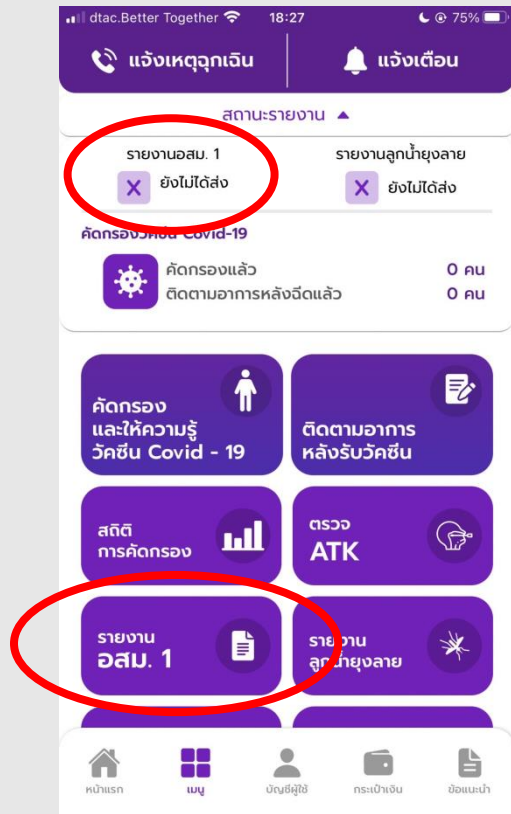 dtac.Better Together 18:27 75%
แจ้งเหตุฉุกเฉิน แจ้งเตือน
สถานะรายงาน
รายงานอสม. 1 รายงานลูกน้ำยุงลาย
X ยังไม่ได้ส่ง X ยังไม่ได้ส่ง
คัดกรองวัคซีน Covid-19
คัดกรองแล้ว 0 คน
ติดตามอาการหลังฉีดแล้ว 0 คน
คัดกรอง
และให้ความรู้
วัคซีน Covid - 19
ติดตามอาการ
หลังรับวัคซีน
สถิติ
การคัดกรอง
ตรวจ
ATK
รายงาน
อสม. 1
รายงาน
ลูกน้ำยุงลาย
หน้าแรก เมนู บัญชีผู้ใช้ กระเป๋าเงิน ข้อแนะนำ